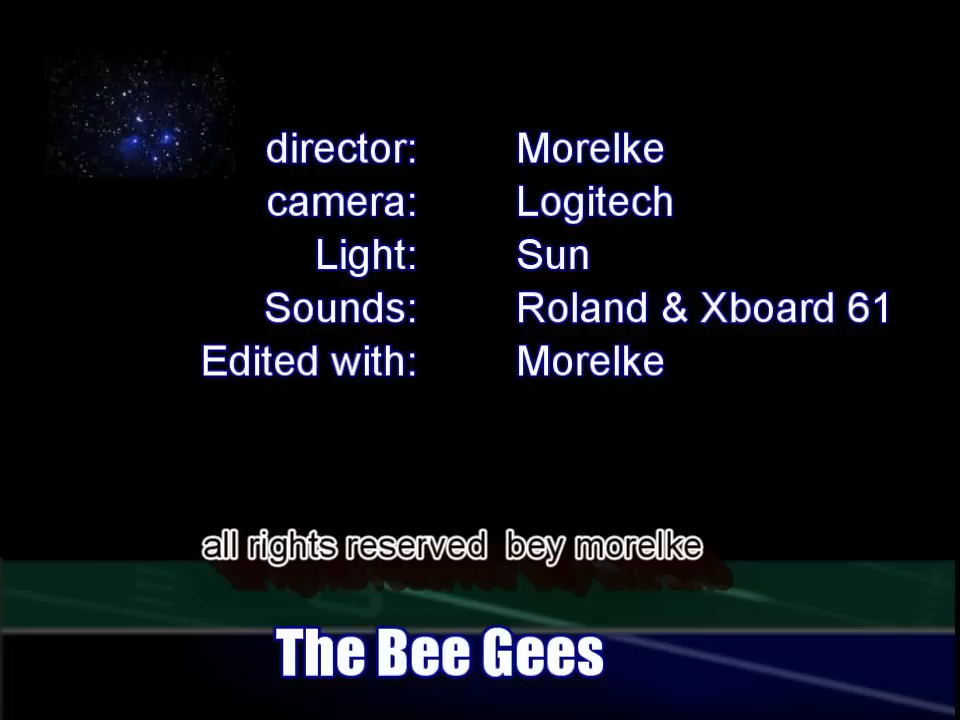 director: Morelke
camera: Logitech
Light: Sun
Sounds: Roland & Xboard 61
Edited with: Morelke
all rights reserved bey morelke
The Bee Gees